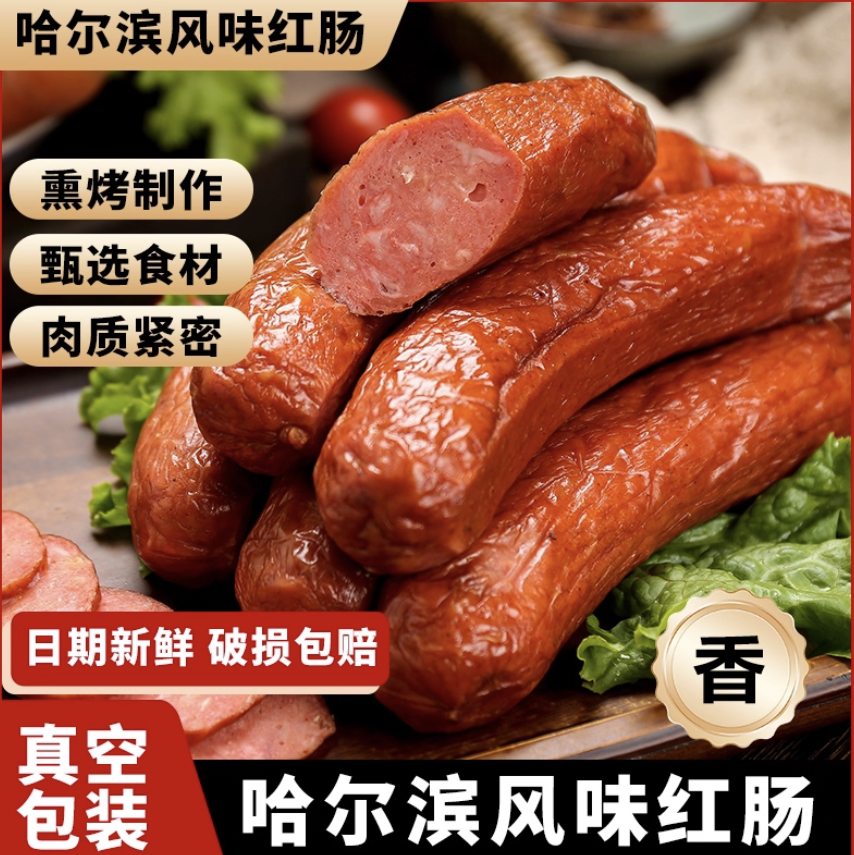 哈尔滨风味红肠
熏烤制作
甄选食材
肉质紧密
日期新鲜 破损包赔
香
真空
包装
哈尔滨风味红肠